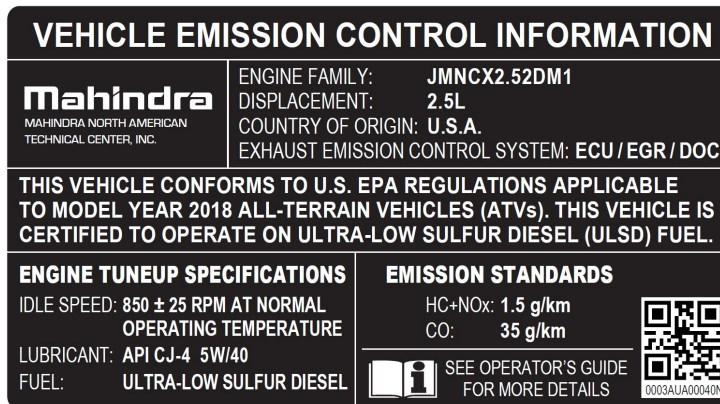 VEHICLE EMISSION CONTROL INFORMATION
Mahindra
MAHINDRA NORTH AMERICAN
TECHNICAL CENTER, INC.
ENGINE FAMILY: JMNCX2.52DM1
DISPLACEMENT: 2.5L
COUNTRY OF ORIGIN: U.S.A.
EXHAUST EMISSION CONTROL SYSTEM: ECU / EGR / DOC
THIS VEHICLE CONFORMS TO U.S. EPA REGULATIONS APPLICABLE
TO MODEL YEAR 2018 ALL-TERRAIN VEHICLES (ATVs). THIS VEHICLE IS
CERTIFIED TO OPERATE ON ULTRA-LOW SULFUR DIESEL (ULSD) FUEL.
ENGINE TUNEUP SPECIFICATIONS
IDLE SPEED: 850 ± 25 RPM AT NORMAL
OPERATING TEMPERATURE
LUBRICANT: API CJ-4 5W/40
FUEL: ULTRA-LOW SULFUR DIESEL
EMISSION STANDARDS
HC+NOx: 1.5 g/km
CO: 35 g/km
SEE OPERATOR'S GUIDE
FOR MORE DETAILS
0003AUA00040N